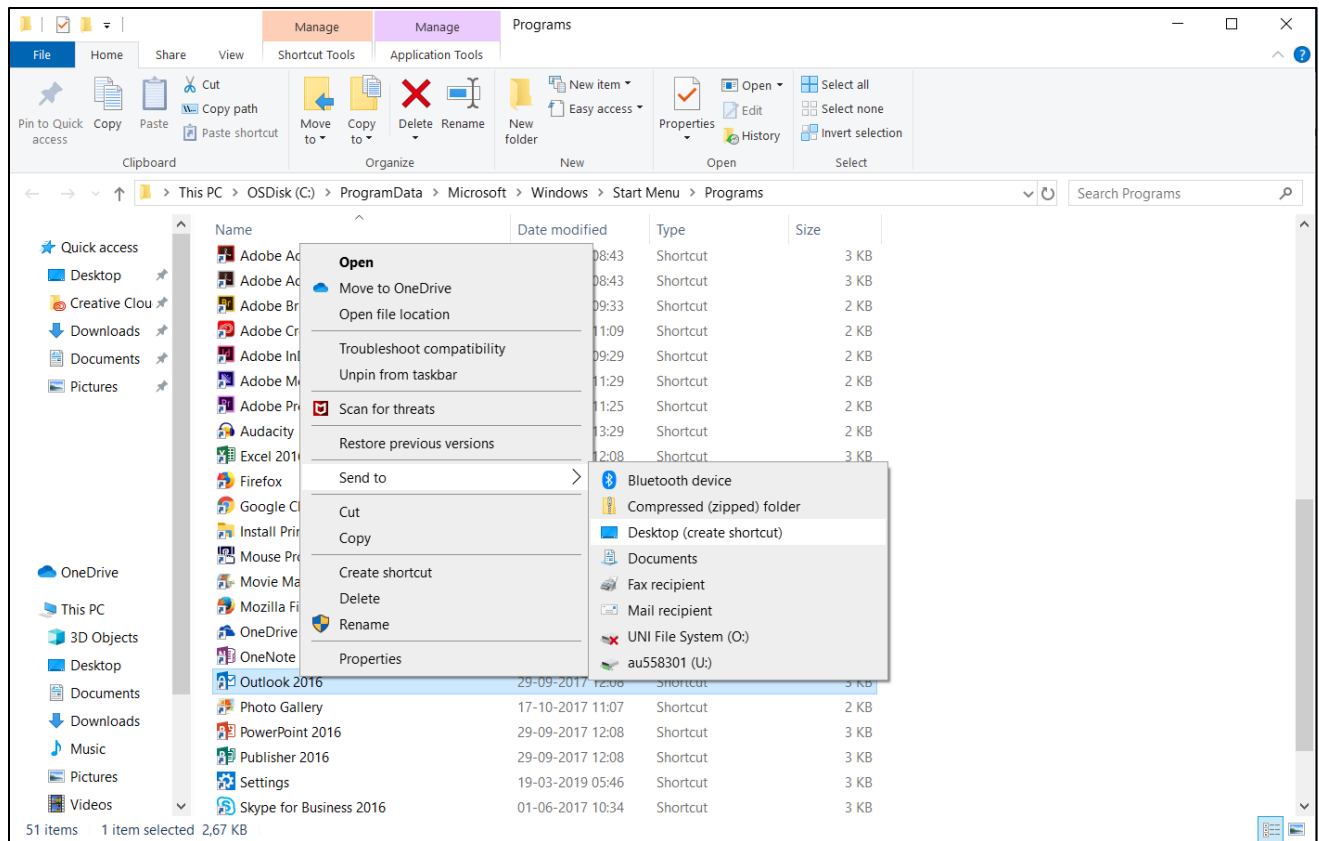 Manage Manage Programs
File Home Share View Shortcut Tools Application Tools
Pin to Quick access
Copy
Paste
Cut
Copy path
Paste shortcut
Clipboard
Move to
Copy to
Delete
Rename
Organize
New folder
New item
Easy access
New
Properties
Open
Edit
History
Open
Select all
Select none
Invert selection
Select
This PC > OSDisk (C:) > ProgramData > Microsoft > Windows > Start Menu > Programs
Search Programs
Quick access
Desktop
Creative Clou
Downloads
Documents
Pictures
OneDrive
This PC
3D Objects
Desktop
Documents
Downloads
Music
Pictures
Videos
Name Date modified Type Size
Adobe Ac 08:43 Shortcut 3 KB
Adobe Ac 08:43 Shortcut 3 KB
Adobe Br 09:33 Shortcut 2 KB
Adobe Cr 11:09 Shortcut 2 KB
Adobe InD 09:29 Shortcut 2 KB
Adobe Me 11:29 Shortcut 2 KB
Adobe Pre 11:25 Shortcut 2 KB
Audacity 13:29 Shortcut 2 KB
Excel 2016 12:08 Shortcut 3 KB
Firefox
Google Cl
Install Prin
Mouse Pro
Movie Ma
Mozilla Fi
OneDrive
OneNote
Outlook 2016 29-09-2017 12:08 Shortcut 3 KB
Photo Gallery 17-10-2017 11:07 Shortcut 2 KB
PowerPoint 2016 29-09-2017 12:08 Shortcut 3 KB
Publisher 2016 29-09-2017 12:08 Shortcut 3 KB
Settings 19-03-2019 05:46 Shortcut 3 KB
Skype for Business 2016 01-06-2017 10:34 Shortcut 3 KB
Open
Move to OneDrive
Open file location
Troubleshoot compatibility
Unpin from taskbar
Scan for threats
Restore previous versions
Send to
Cut
Copy
Create shortcut
Delete
Rename
Properties
Bluetooth device
Compressed (zipped) folder
Desktop (create shortcut)
Documents
Fax recipient
Mail recipient
UNI File System (O:)
au558301 (U:)
51 items 1 item selected 2,67 KB